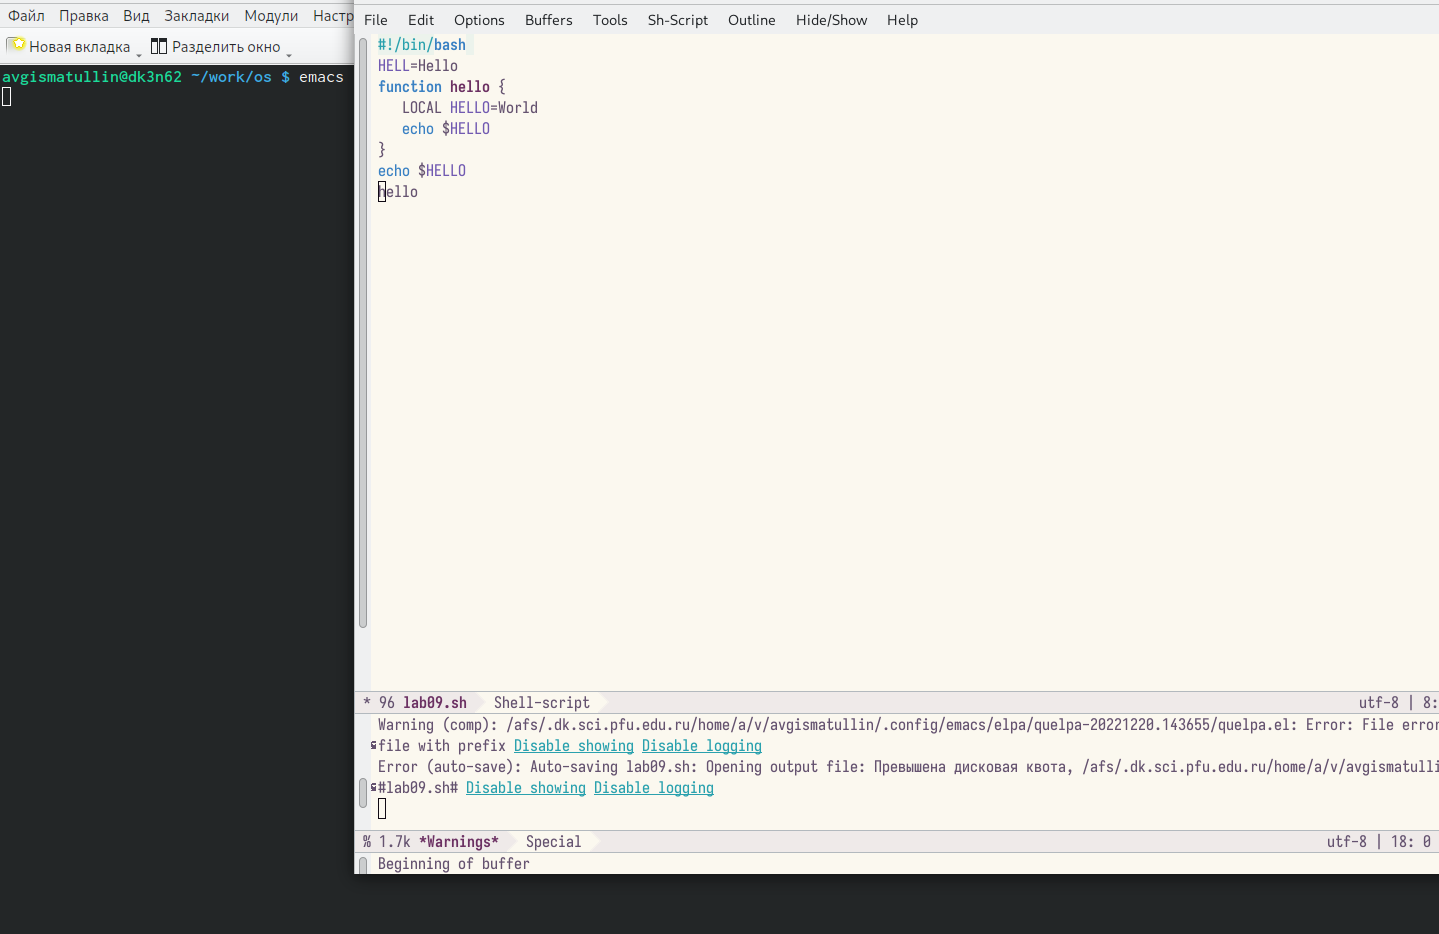 Файл Правка Вид Закладки Модули Настр
Новая вкладка Разделить окно
avgismatullin@dk3n62 ~/work/os $ emacs
File Edit Options Buffers Tools Sh-Script Outline Hide/Show Help
#!/bin/bash
HELL=Hello
function hello {
   LOCAL HELLO=World
   echo $HELLO
}
echo $HELLO
hello
* 96 lab09.sh Shell-script utf-8 | 8:
Warning (comp): /afs/.dk.sci.pfu.edu.ru/home/a/v/avgismatullin/.config/emacs/elpa/quelpa-20221220.143655/quelpa.el: Error: File error
file with prefix Disable showing Disable logging
Error (auto-save): Auto-saving lab09.sh: Opening output file: Превышена дисковая квота, /afs/.dk.sci.pfu.edu.ru/home/a/v/avgismatulli
#lab09.sh# Disable showing Disable logging
% 1.7k *Warnings* Special utf-8 | 18: 0
Beginning of buffer